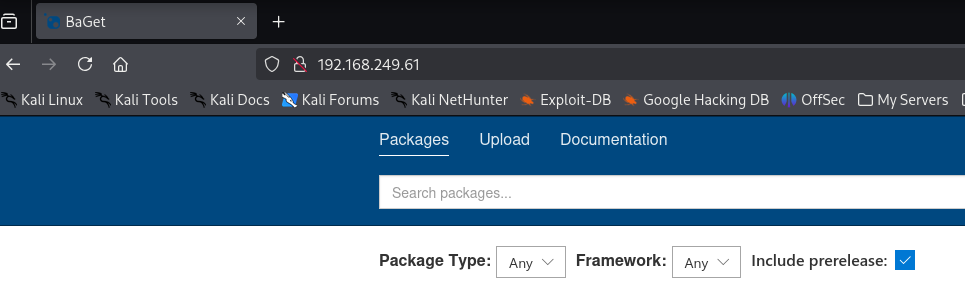 BaGet
192.168.249.61
Kali Linux Kali Tools Kali Docs Kali Forums Kali NetHunter Exploit-DB Google Hacking DB OffSec My Servers
Packages Upload Documentation
Search packages...
Package Type: Any Framework: Any Include prerelease: